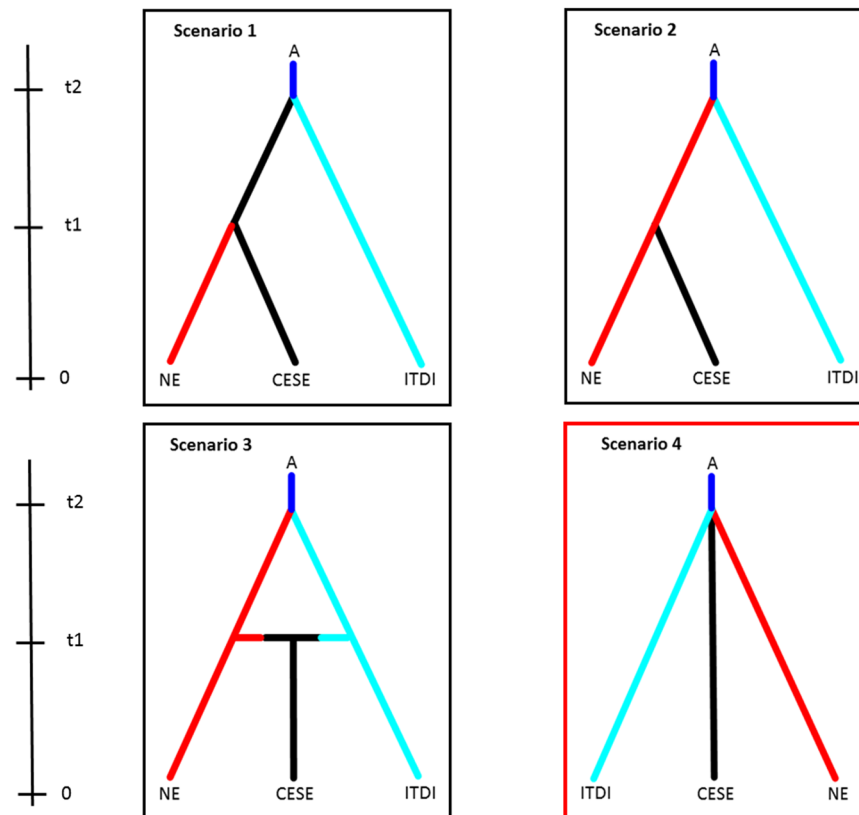 Scenario 1
A
t2
t1
0
NE CESE ITDI
Scenario 2
A
NE CESE ITDI
Scenario 3
A
t2
t1
0
NE CESE ITDI
Scenario 4
A
ITDI CESE NE